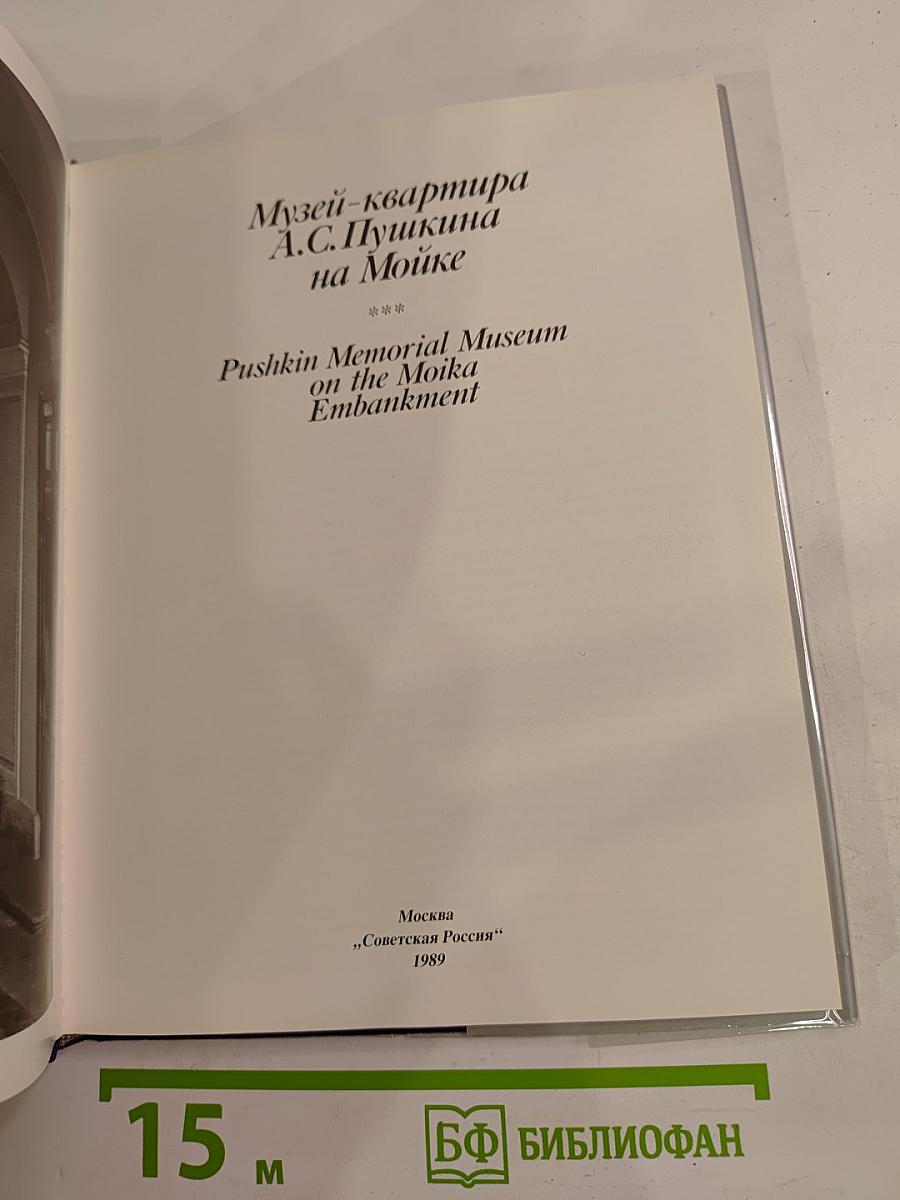 Музей-квартира
А.С.Пушкина
на Мойке
***
Pushkin Memorial Museum
on the Moika
Embankment
Москва
„Советская Россия“
1989
15 м
БФ БИБЛИОФАН